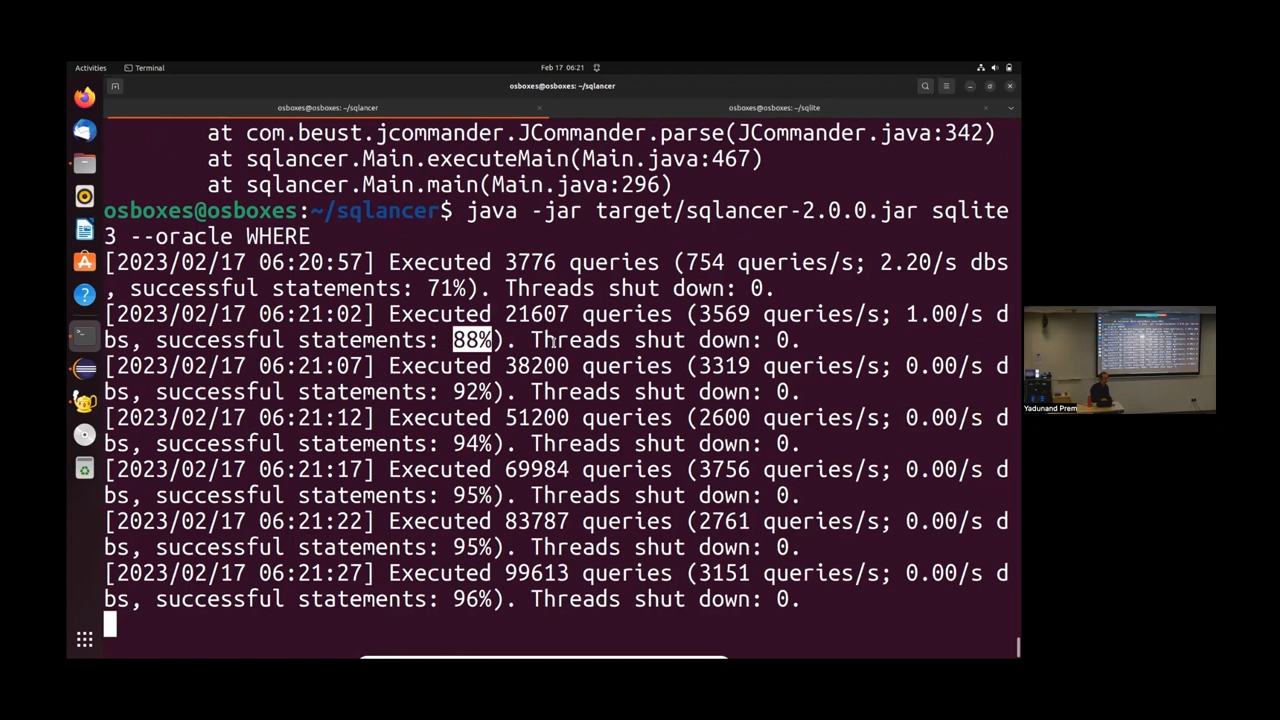 Activities
Terminal
Feb 17 06:21
osboxes@osboxes: ~/sqlancer
osboxes@osboxes: ~/sqlancer
osboxes@osboxes: ~/sqlite
at com.beust.jcommander.JCommander.parse(JCommander.java:342)
at sqlancer.Main.executeMain(Main.java:467)
at sqlancer.Main.main(Main.java:296)
osboxes@osboxes:~/sqlancer$ java -jar target/sqlancer-2.0.0.jar sqlite
3 --oracle WHERE
[2023/02/17 06:20:57] Executed 3776 queries (754 queries/s; 2.20/s dbs
, successful statements: 71%). Threads shut down: 0.
[2023/02/17 06:21:02] Executed 21607 queries (3569 queries/s; 1.00/s d
bs, successful statements: 88%). Threads shut down: 0.
[2023/02/17 06:21:07] Executed 38200 queries (3319 queries/s; 0.00/s d
bs, successful statements: 92%). Threads shut down: 0.
[2023/02/17 06:21:12] Executed 51200 queries (2600 queries/s; 0.00/s d
bs, successful statements: 94%). Threads shut down: 0.
[2023/02/17 06:21:17] Executed 69984 queries (3756 queries/s; 0.00/s d
bs, successful statements: 95%). Threads shut down: 0.
[2023/02/17 06:21:22] Executed 83787 queries (2761 queries/s; 0.00/s d
bs, successful statements: 95%). Threads shut down: 0.
[2023/02/17 06:21:27] Executed 99613 queries (3151 queries/s; 0.00/s d
bs, successful statements: 96%). Threads shut down: 0.
Yadunand Prem